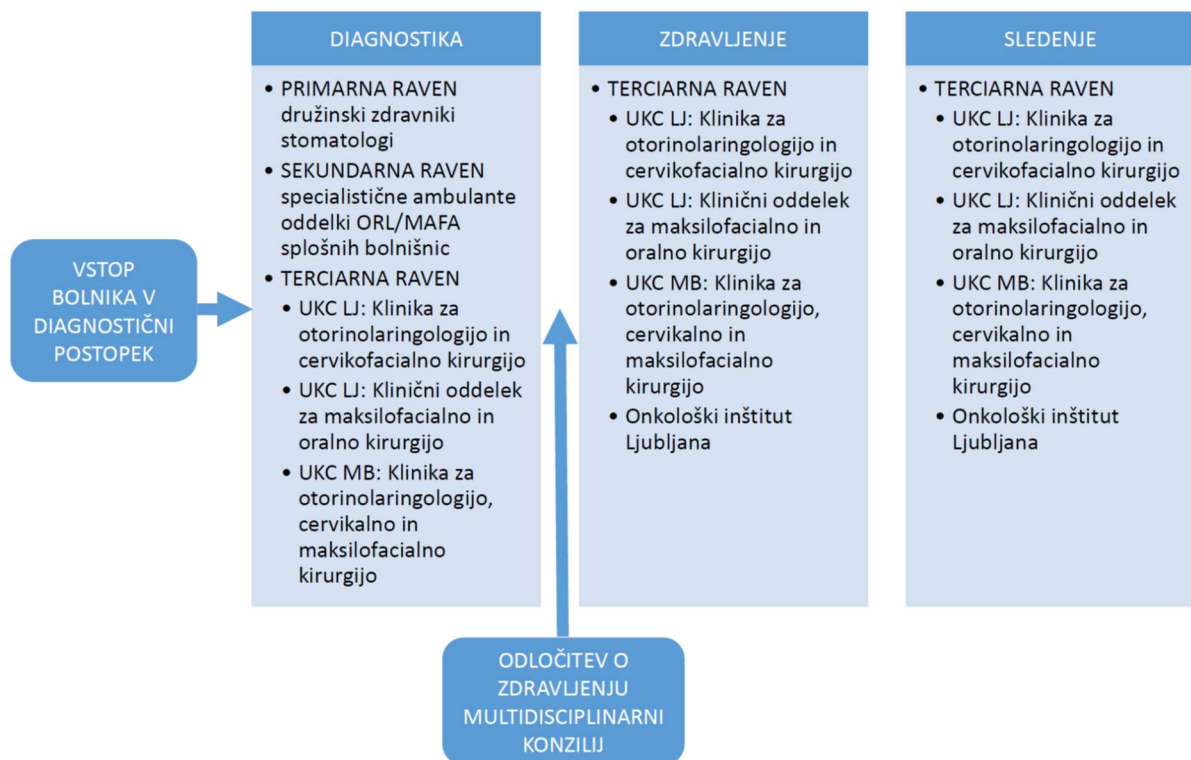 VSTOP
BOLNIKA V
DIAGNOSTIČNI
POSTOPEK
DIAGNOSTIKA
• PRIMARNA RAVEN
družinski zdravniki
stomatologi
• SEKUNDARNA RAVEN
specialistične ambulante
oddelki ORL/MAFA
splošnih bolnišnic
• TERCIARNA RAVEN
• UKC LJ: Klinika za
otorinolaringologijo in
cervikofacialno kirurgijo
• UKC LJ: Klinični oddelek
za maksilofacialno in
oralno kirurgijo
• UKC MB: Klinika za
otorinolaringologijo,
cervikalno in
maksilofacialno
kirurgijo
ODLOČITEV O
ZDRAVLJENJU
MULTIDISCIPLINARNI
KONZILIJ
ZDRAVLJENJE
• TERCIARNA RAVEN
• UKC LJ: Klinika za
otorinolaringologijo in
cervikofacialno kirurgijo
• UKC LJ: Klinični oddelek
za maksilofacialno in
oralno kirurgijo
• UKC MB: Klinika za
otorinolaringologijo,
cervikalno in
maksilofacialno
kirurgijo
• Onkološki inštitut
Ljubljana
SLEDENJE
• TERCIARNA RAVEN
• UKC LJ: Klinika za
otorinolaringologijo in
cervikofacialno kirurgijo
• UKC LJ: Klinični oddelek
za maksilofacialno in
oralno kirurgijo
• UKC MB: Klinika za
otorinolaringologijo,
cervikalno in
maksilofacialno
kirurgijo
• Onkološki inštitut
Ljubljana